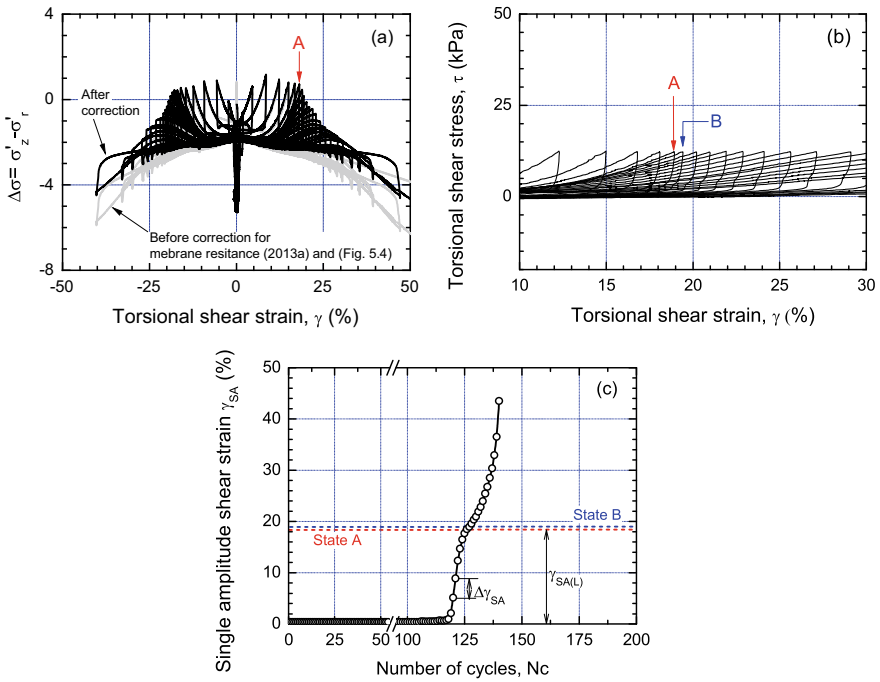 (a)
A
After
correction
Before correction for
mebrane resitance (2013a) and (Fig. 5.4)
Δσ= σ'z-σ'r
4
0
-4
-8
-50
-25
0
25
50
Torsional shear strain, γ (%)
(b)
A
B
Torsional shear stress, τ (kPa)
50
25
0
10
15
20
25
30
Torsional shear strain, γ (%)
(c)
Single amplitude shear strain γSA (%)
50
40
30
20
10
0
State B
State A
ΔγSA
γSA(L)
0
25
50
100
125
150
175
200
Number of cycles, Nc